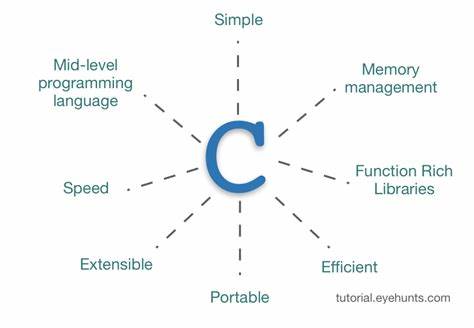 Simple
Mid-level
programming
language
Memory
management
C
Speed
Function Rich
Libraries
Extensible
Efficient
Portable
tutorial.eyehunts.com